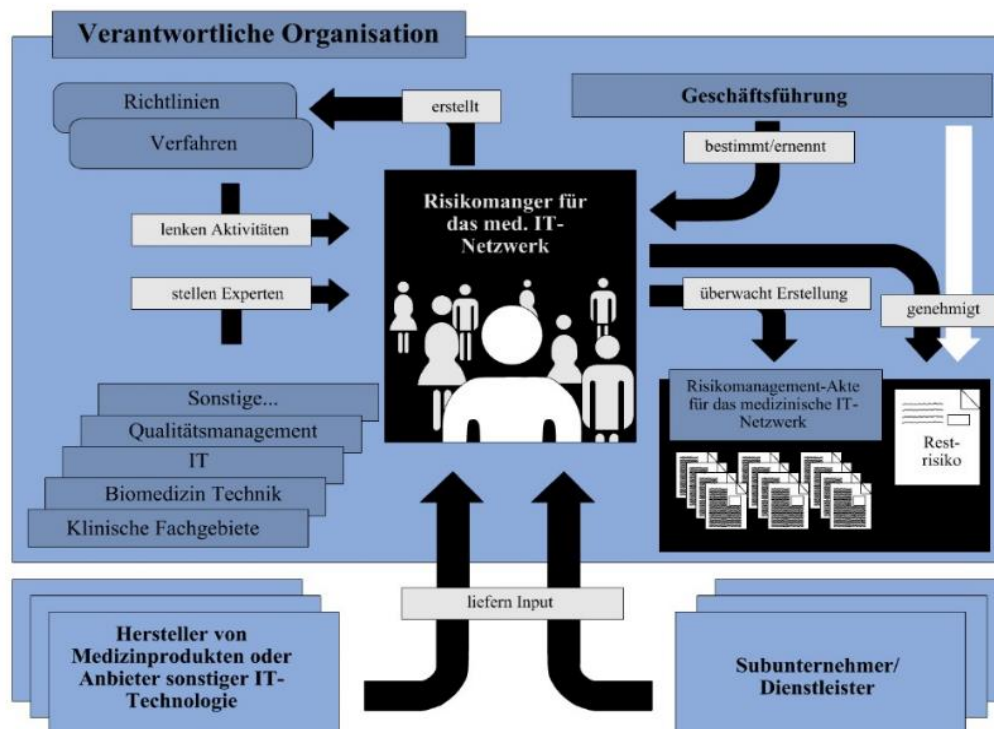 Verantwortliche Organisation
Richtlinien
Verfahren
erstellt
Geschäftsführung
bestimmt/ernennt
lenken Aktivitäten
stellen Experten
Risikomanger für
das med. IT-
Netzwerk
überwacht Erstellung
genehmigt
Sonstige...
Qualitätsmanagement
IT
Biomedizin Technik
Klinische Fachgebiete
Risikomanagement-Akte
für das medizinische IT-
Netzwerk
Rest-
risiko
liefern Input
Hersteller von
Medizinprodukten oder
Anbieter sonstiger IT-
Technologie
Subunternehmer/
Dienstleister